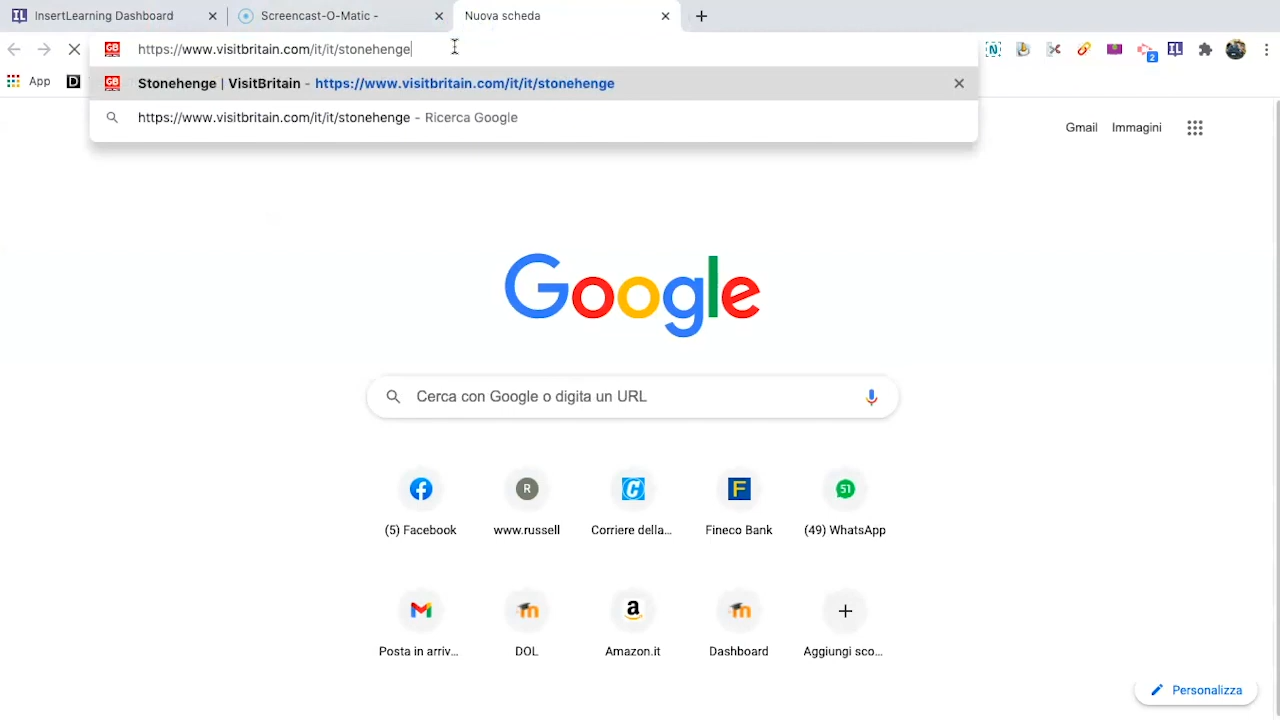 InsertLearning Dashboard
Screencast-O-Matic -
Nuova scheda
https://www.visitbritain.com/it/it/stonehenge
2
App
D
Stonehenge | VisitBritain - https://www.visitbritain.com/it/it/stonehenge
https://www.visitbritain.com/it/it/stonehenge - Ricerca Google
Gmail Immagini
Google
Cerca con Google o digita un URL
(5) Facebook
www.russell
Corriere della...
Fineco Bank
(49) WhatsApp
Posta in arriv...
DOL
Amazon.it
Dashboard
Aggiungi sco...
Personalizza